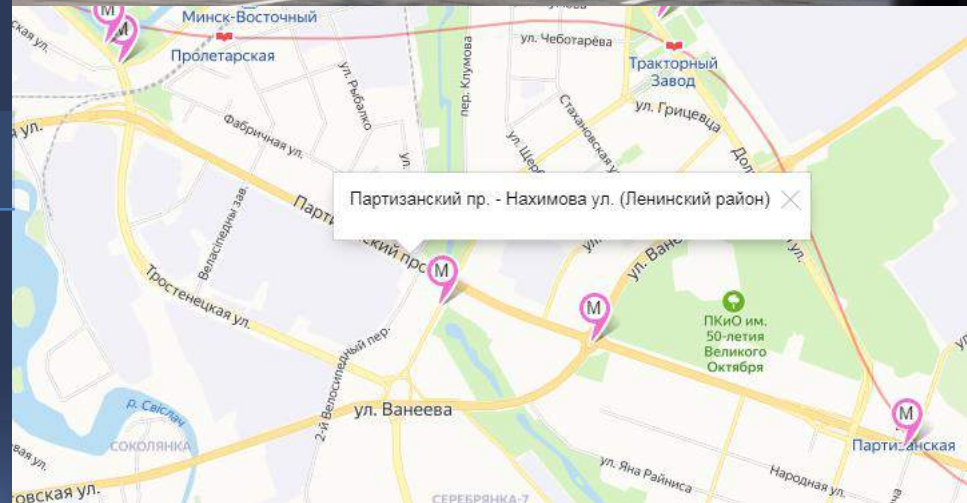 М
Минск-Восточный
М
Пролетарская
ул. Чеботарёва
Тракторный
Завод
ул. Рыбалко
пер. Клумова
ул. Грицевца
Стахановская
Фабричная ул.
Партизанский пр. - Нахимова ул. (Ленинский район)
Веласіпедны зав.
М
М
Тростенецкая ул.
ПКиО им.
50-летия
Великого
Октября
2-й Велосипедный пер.
ул. Ванеева
р. Свіслач
М
СОКОЛЯНКА
Партизанская
ул. Яна Райниса
Народная ул.
СЕРЕБРЯНКА-7